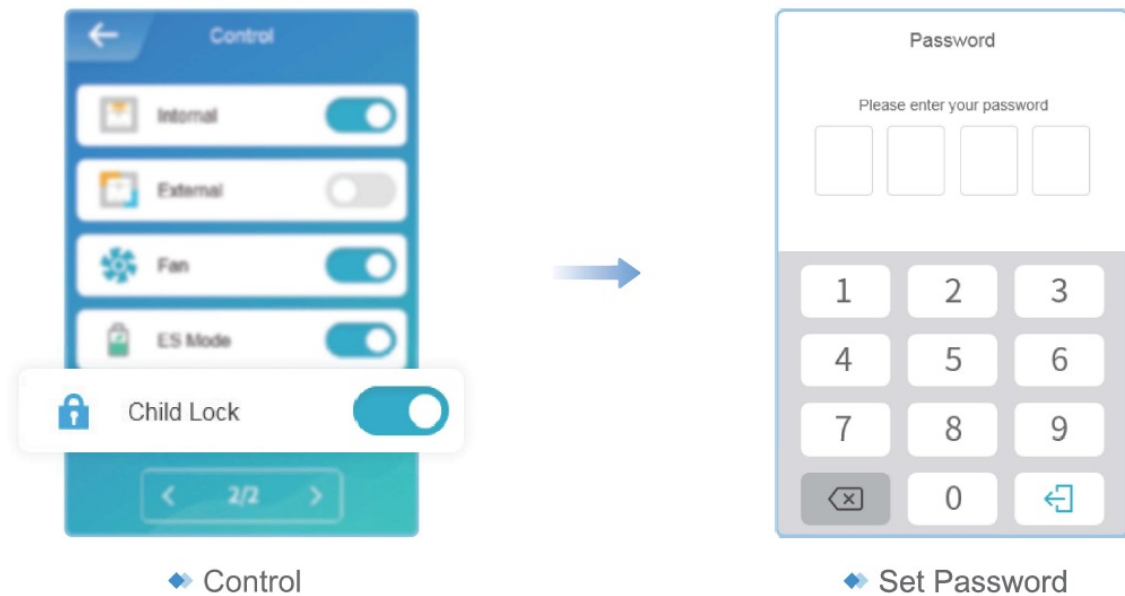 Control
Internal
External
Fan
ES Mode
Child Lock
< 2/2 >
Control
Password
Please enter your password
1 2 3
4 5 6
7 8 9
0
Set Password